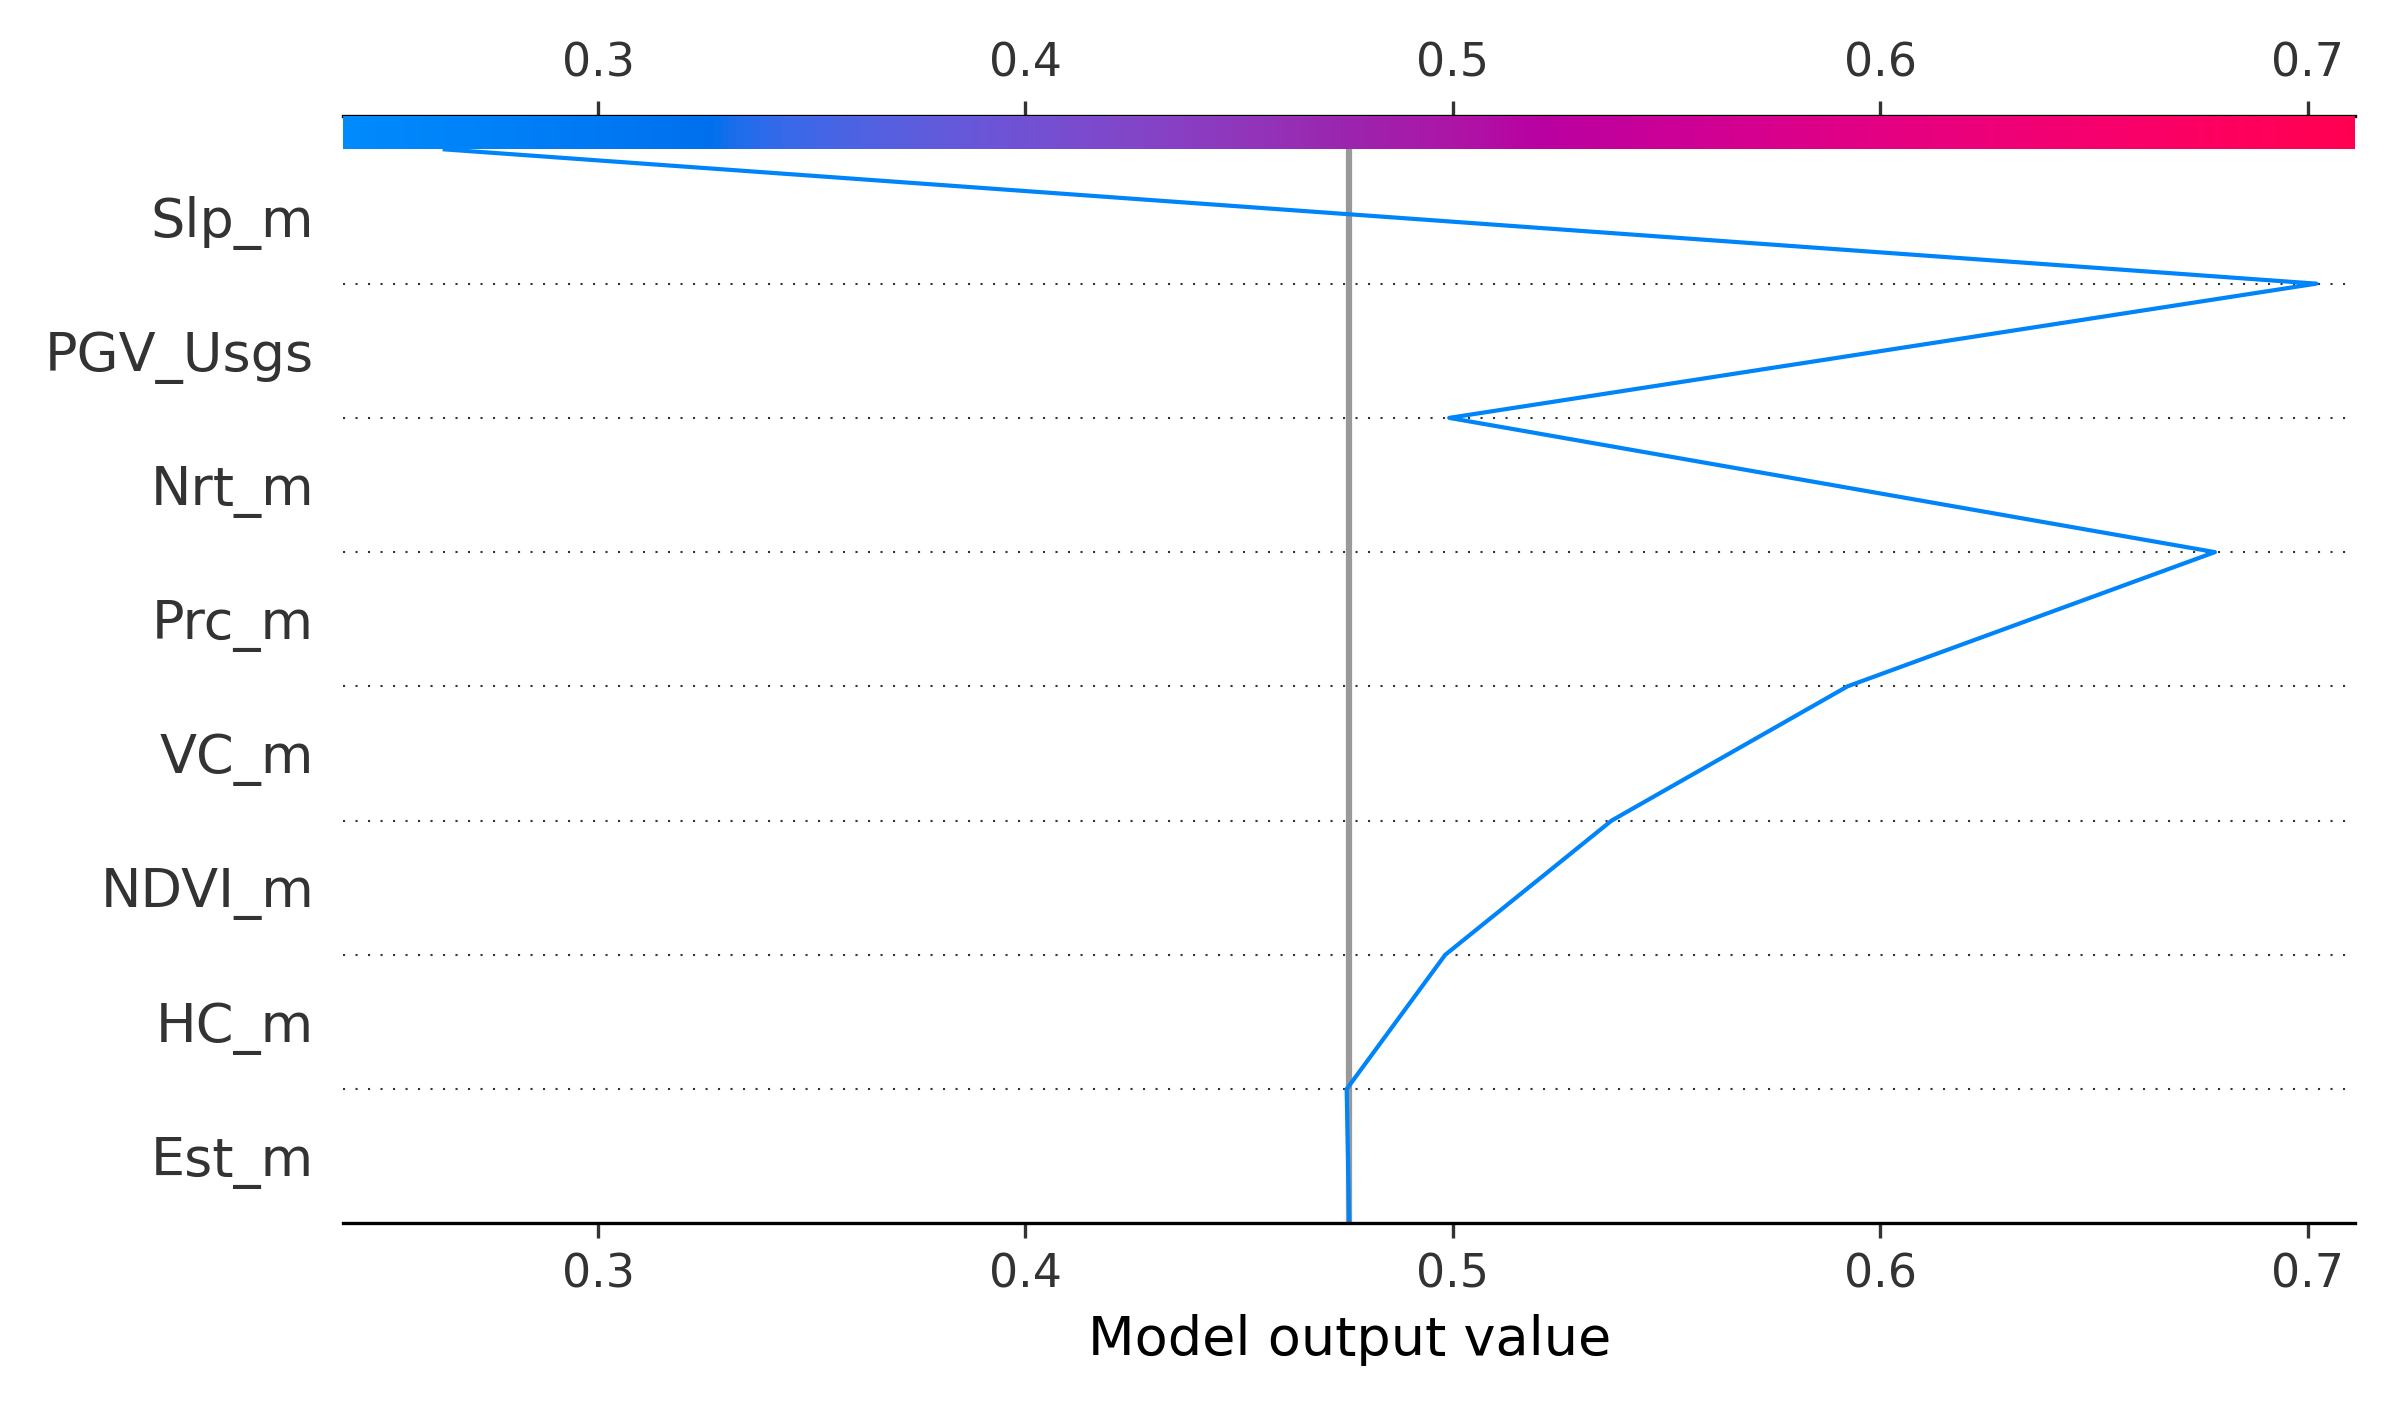 0.3 0.4 0.5 0.6 0.7
Slp_m
PGV_Usgs
Nrt_m
Prc_m
VC_m
NDVI_m
HC_m
Est_m
0.3 0.4 0.5 0.6 0.7
Model output value